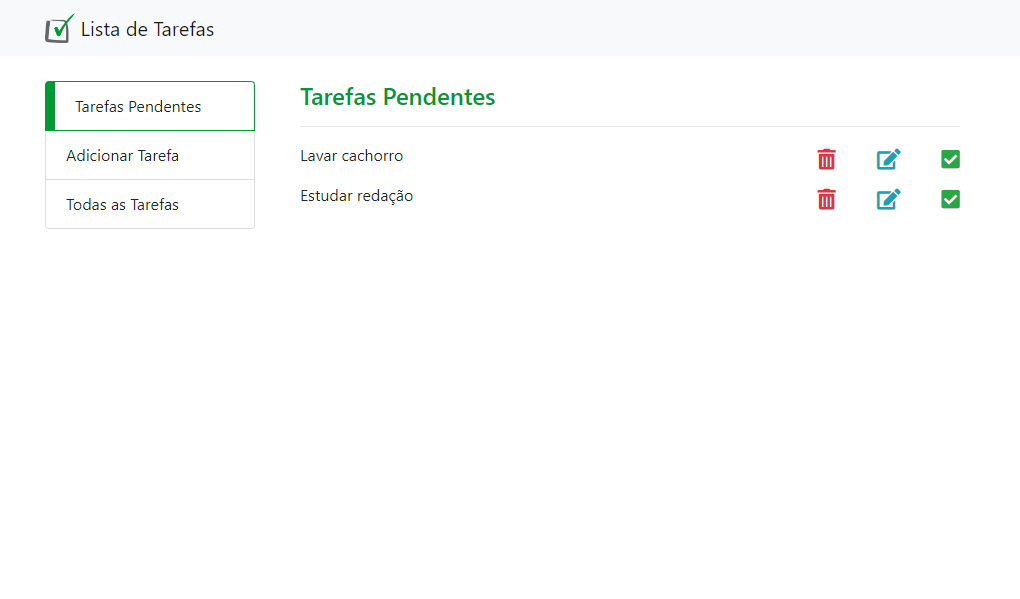 Lista de Tarefas
Tarefas Pendentes
Adicionar Tarefa
Todas as Tarefas
Tarefas Pendentes
Lavar cachorro
Estudar redação